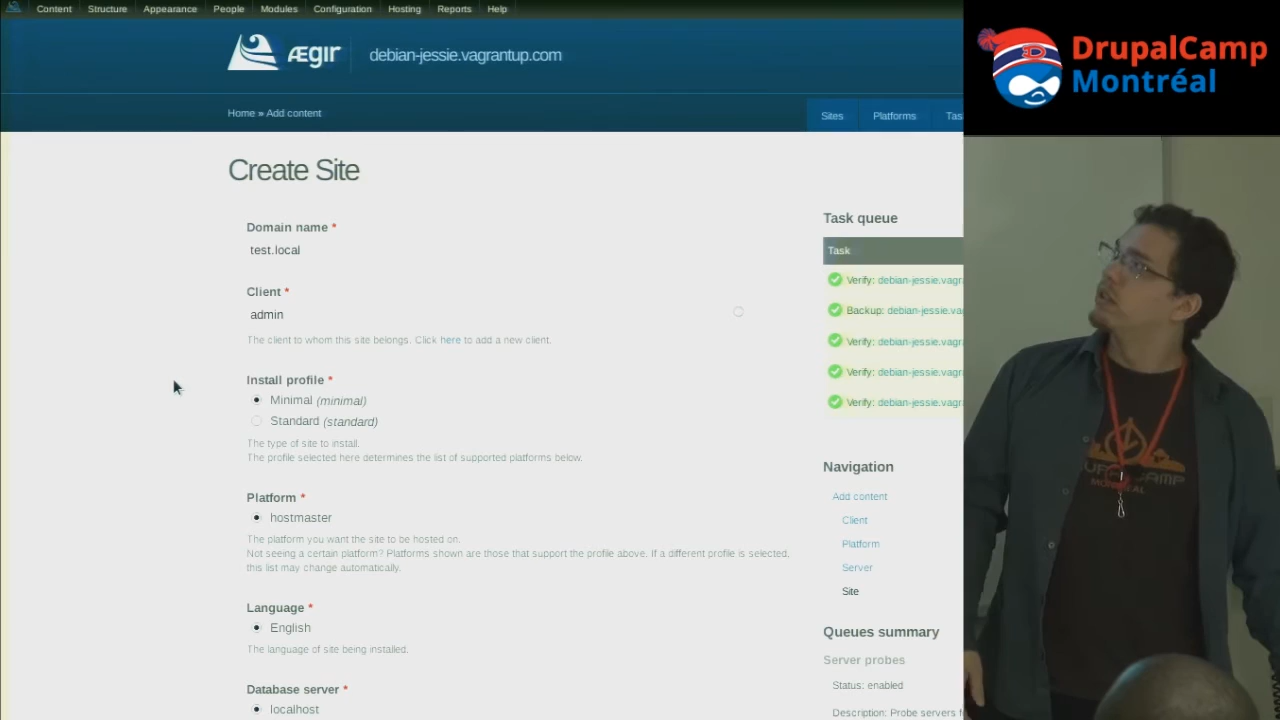 Content Structure Appearance People Modules Configuration Hosting Reports Help
ÆGIR debian-jessie.vagrantup.com
Home » Add content
Sites Platforms
Create Site
Domain name *
test.local
Client *
admin
The client to whom this site belongs. Click here to add a new client.
Install profile *
Minimal (minimal)
Standard (standard)
The type of site to install.
The profile selected here determines the list of supported platforms below.
Platform *
hostmaster
The platform you want the site to be hosted on.
Not seeing a certain platform? Platforms shown are those that support the profile above. If a different profile is selected,
this list may change automatically.
Language *
English
The language of site being installed.
Database server *
localhost
Task queue
Task
Verify: debian-jessie.vagr
Backup: debian-jessie.vagr
Verify: debian-jessie.vagr
Verify: debian-jessie.vagr
Verify: debian-jessie.vagr
Navigation
Add content
Client
Platform
Server
Site
Queues summary
Server probes
Status: enabled
Description: Probe servers
DrupalCamp
Montréal